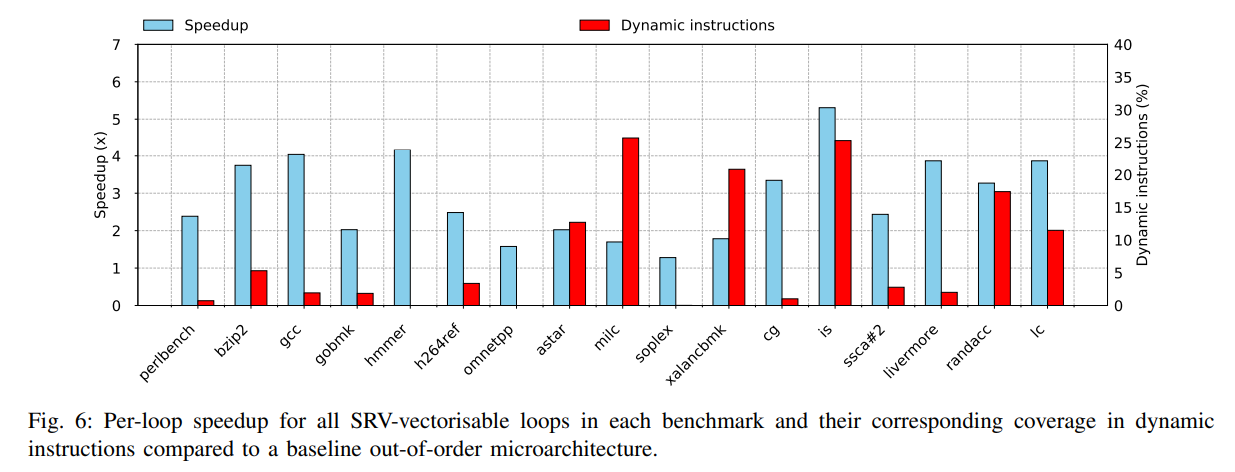 Speedup Dynamic instructions
7 40
6 35
5 30
4 25
3 20
2 15
1 10
0 5
0
Speedup (x)
Dynamic instructions (%)
perlbench
bzip2
gcc
gobmk
hmmer
h264ref
omnetpp
astar
milc
soplex
xalancbmk
cg
is
ssca#2
livermore
randacc
lc
Fig. 6: Per-loop speedup for all SRV-vectorisable loops in each benchmark and their corresponding coverage in dynamic
instructions compared to a baseline out-of-order microarchitecture.